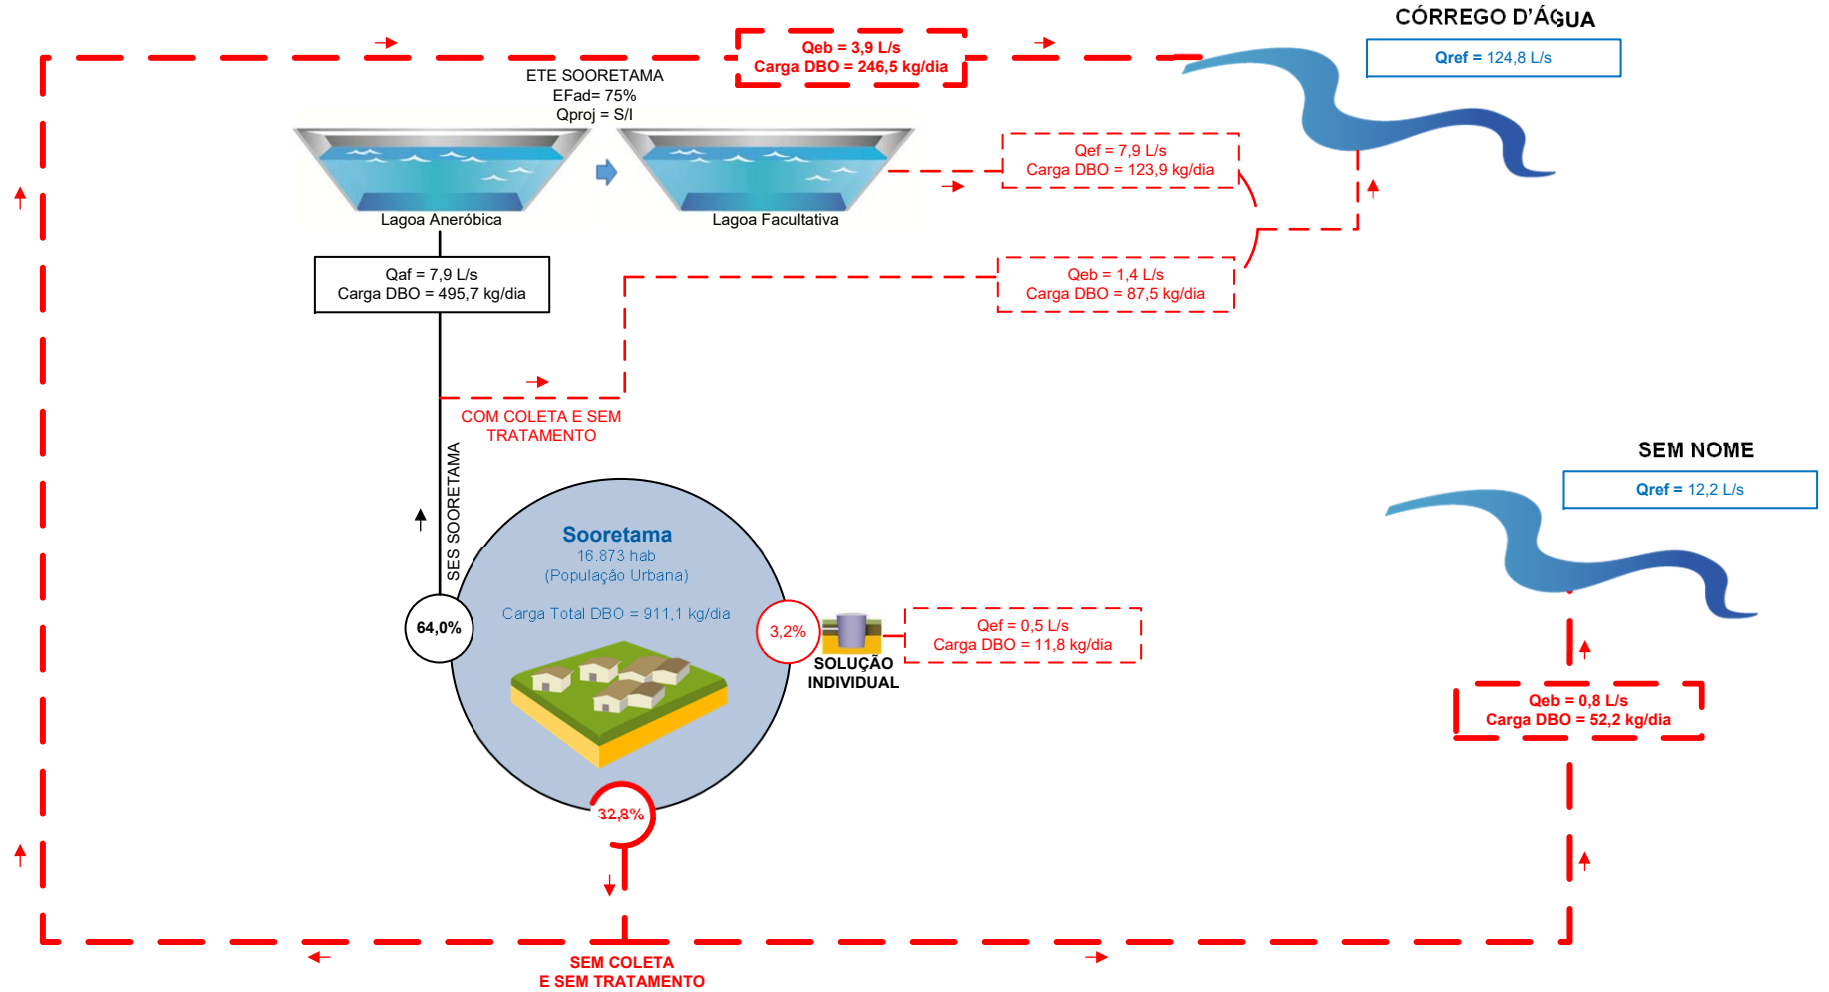 CÓRREGO D'ÁGUA
Qref = 124,8 L/s
Qeb = 3,9 L/s
Carga DBO = 246,5 kg/dia
ETE SOORETAMA
EFad= 75%
Qproj = S/I
Lagoa Aneróbica
Lagoa Facultativa
Qef = 7,9 L/s
Carga DBO = 123,9 kg/dia
Qaf = 7,9 L/s
Carga DBO = 495,7 kg/dia
Qeb = 1,4 L/s
Carga DBO = 87,5 kg/dia
COM COLETA E SEM
TRATAMENTO
SES SOORETAMA
SEM NOME
Qref = 12,2 L/s
Sooretama
16.873 hab
(População Urbana)
Carga Total DBO = 911,1 kg/dia
64,0%
3,2%
SOLUÇÃO
INDIVIDUAL
Qef = 0,5 L/s
Carga DBO = 11,8 kg/dia
Qeb = 0,8 L/s
Carga DBO = 52,2 kg/dia
32,8%
SEM COLETA
E SEM TRATAMENTO